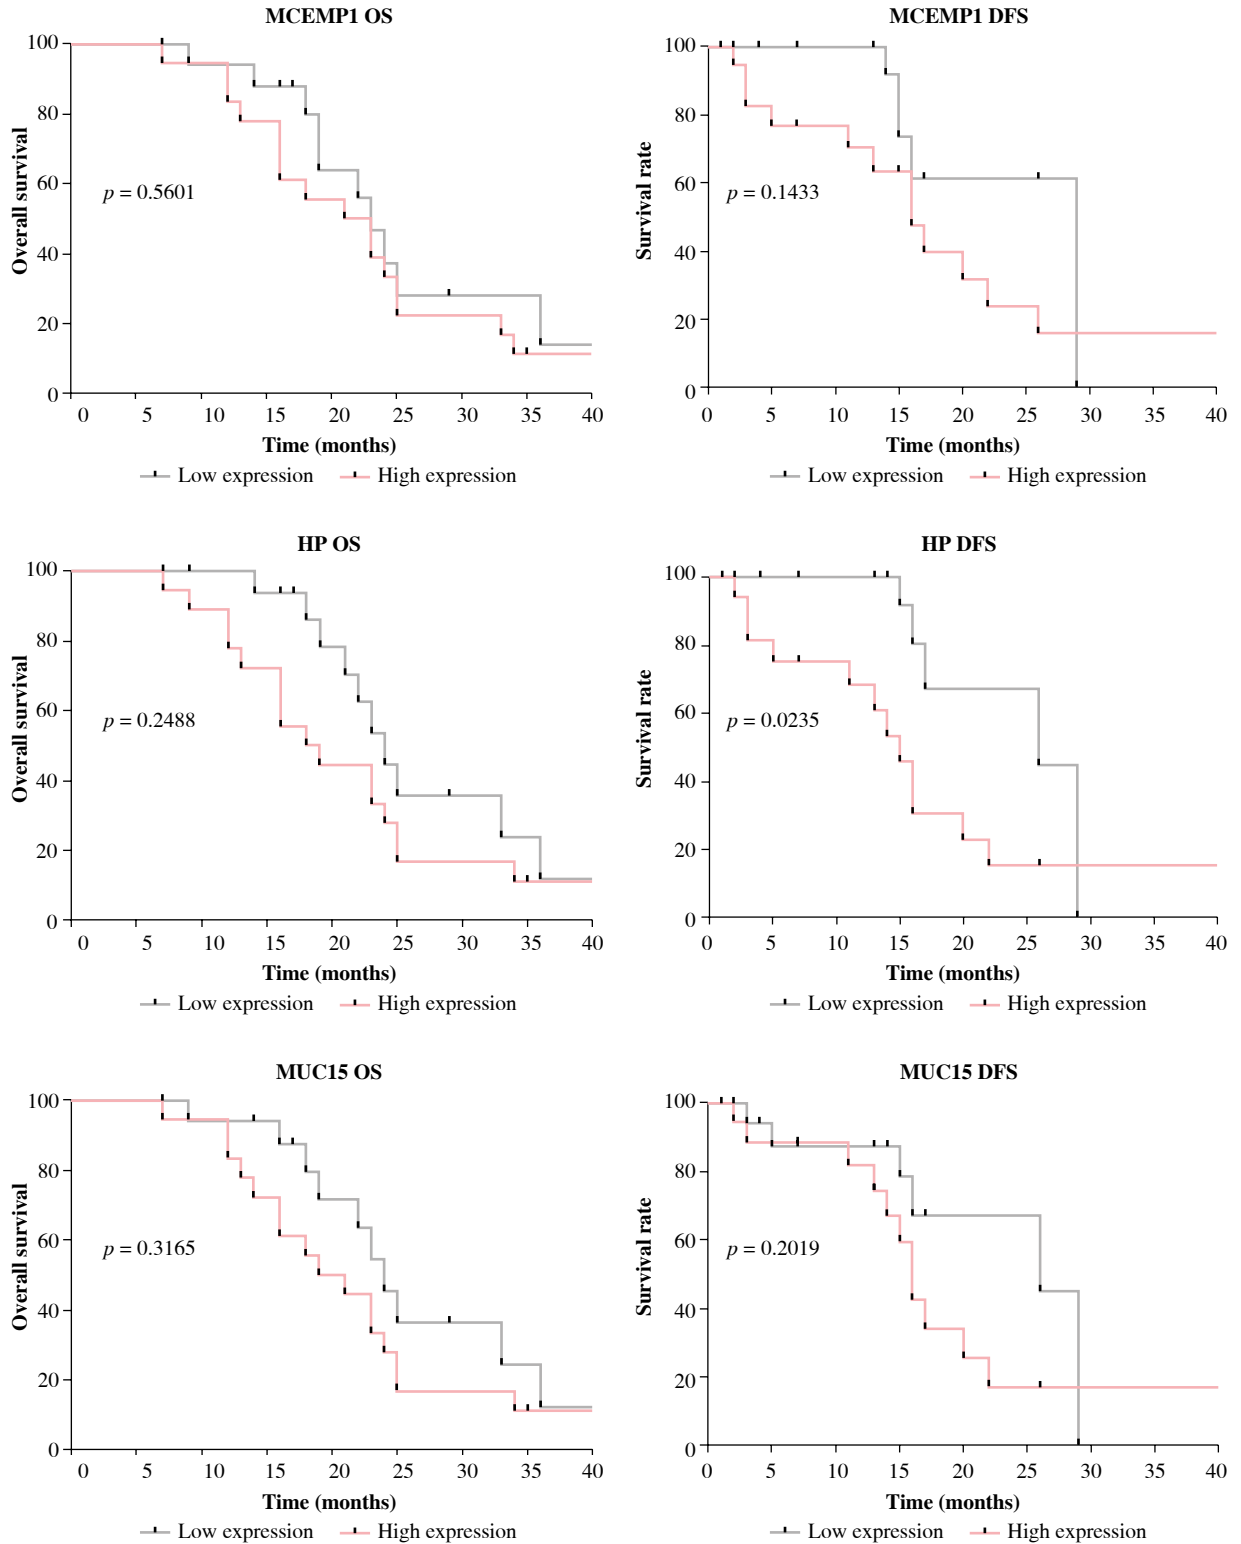 MCEMP1 OS
Overall survival
100
80
60
40
20
0
p = 0.5601
0 5 10 15 20 25 30 35 40
Time (months)
Low expression High expression
MCEMP1 DFS
Survival rate
100
80
60
40
20
0
p = 0.1433
0 5 10 15 20 25 30 35 40
Time (months)
Low expression High expression
HP OS
Overall survival
100
80
60
40
20
0
p = 0.2488
0 5 10 15 20 25 30 35 40
Time (months)
Low expression High expression
HP DFS
Survival rate
100
80
60
40
20
0
p = 0.0235
0 5 10 15 20 25 30 35 40
Time (months)
Low expression High expression
MUC15 OS
Overall survival
100
80
60
40
20
0
p = 0.3165
0 5 10 15 20 25 30 35 40
Time (months)
Low expression High expression
MUC15 DFS
Survival rate
100
80
60
40
20
0
p = 0.2019
0 5 10 15 20 25 30 35 40
Time (months)
Low expression High expression